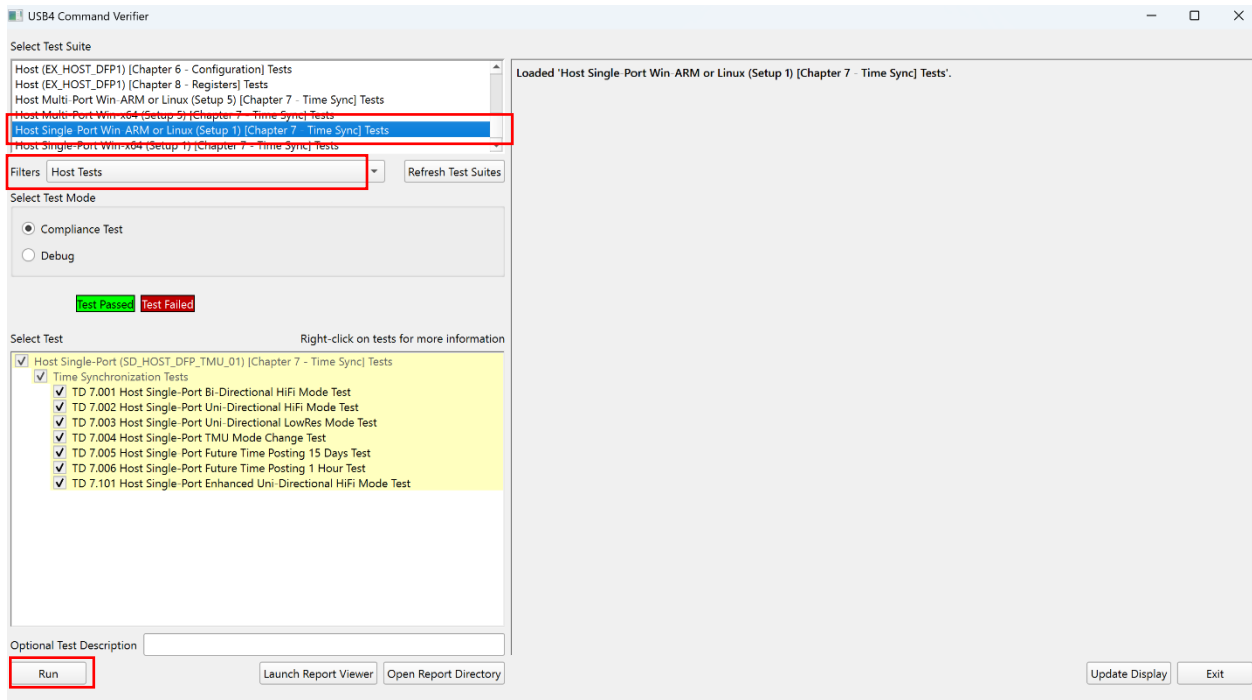 USB4 Command Verifier
Select Test Suite
Host (EX_HOST_DFP1) [Chapter 6 - Configuration] Tests
Host (EX_HOST_DFP1) [Chapter 8 - Registers] Tests
Host Multi-Port Win-ARM or Linux (Setup 5) [Chapter 7 - Time Sync] Tests
Host Multi-Port Win-x64 (Setup 5) [Chapter 7 - Time Sync] Tests
Host Single-Port Win-ARM or Linux (Setup 1) [Chapter 7 - Time Sync] Tests
Host Single-Port Win-x64 (Setup 1) [Chapter 7 - Time Sync] Tests
Filters Host Tests Refresh Test Suites
Select Test Mode
Compliance Test
Debug
Test Passed Test Failed
Select Test Right-click on tests for more information
Host Single-Port (SD_HOST_DFP_TMU_01) [Chapter 7 - Time Sync] Tests
Time Synchronization Tests
TD 7.001 Host Single-Port Bi-Directional HiFi Mode Test
TD 7.002 Host Single-Port Uni-Directional HiFi Mode Test
TD 7.003 Host Single-Port Uni-Directional LowRes Mode Test
TD 7.004 Host Single-Port TMU Mode Change Test
TD 7.005 Host Single-Port Future Time Posting 15 Days Test
TD 7.006 Host Single-Port Future Time Posting 1 Hour Test
TD 7.101 Host Single-Port Enhanced Uni-Directional HiFi Mode Test
Optional Test Description
Run Launch Report Viewer Open Report Directory
Loaded 'Host Single-Port Win-ARM or Linux (Setup 1) [Chapter 7 - Time Sync] Tests'.
Update Display Exit